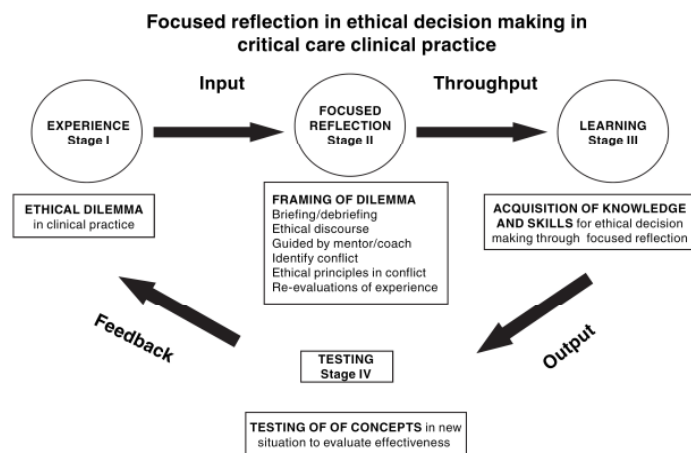 Focused reflection in ethical decision making in
critical care clinical practice
Input
Throughput
EXPERIENCE
Stage I
FOCUSED
REFLECTION
Stage II
LEARNING
Stage III
ETHICAL DILEMMA
in clinical practice
FRAMING OF DILEMMA
Briefing/debriefing
Ethical discourse
Guided by mentor/coach
Identify conflict
Ethical principles in conflict
Re-evaluations of experience
ACQUISITION OF KNOWLEDGE
AND SKILLS for ethical decision
making through focused reflection
Feedback
Output
TESTING
Stage IV
TESTING OF OF CONCEPTS in new
situation to evaluate effectiveness